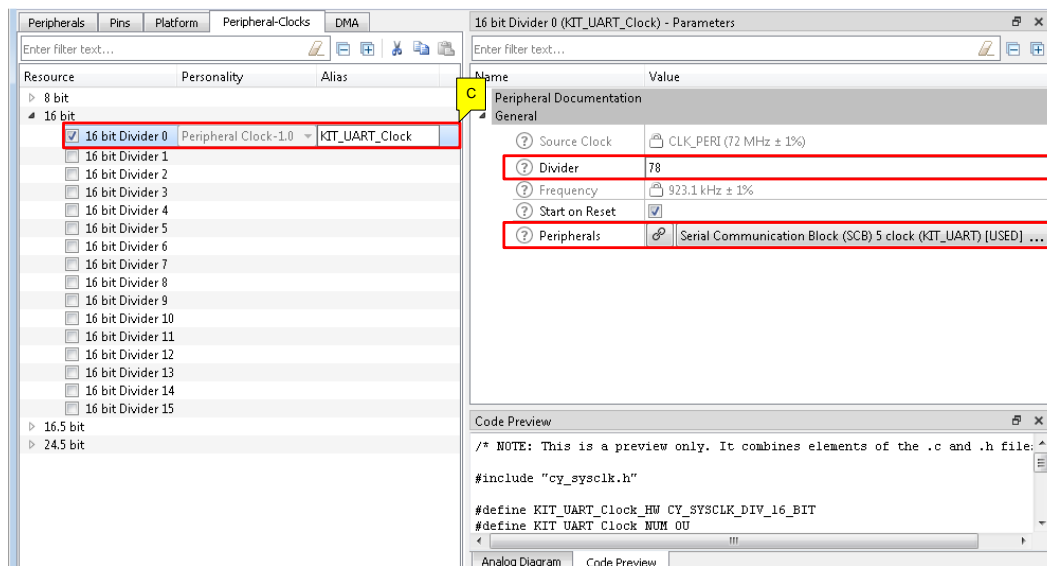 Peripherals Pins Platform Peripheral-Clocks DMA
Enter filter text...
Resource Personality Alias
8 bit
16 bit
16 bit Divider 0 Peripheral Clock-1.0 KIT_UART_Clock
16 bit Divider 1
16 bit Divider 2
16 bit Divider 3
16 bit Divider 4
16 bit Divider 5
16 bit Divider 6
16 bit Divider 7
16 bit Divider 8
16 bit Divider 9
16 bit Divider 10
16 bit Divider 11
16 bit Divider 12
16 bit Divider 13
16 bit Divider 14
16 bit Divider 15
16.5 bit
24.5 bit
C
16 bit Divider 0 (KIT_UART_Clock) - Parameters
Enter filter text...
Name Value
Peripheral Documentation
General
Source Clock CLK_PERI (72 MHz ± 1%)
Divider 78
Frequency 923.1 kHz ± 1%
Start on Reset
Peripherals Serial Communication Block (SCB) 5 clock (KIT_UART) [USED] ...
Code Preview
/* NOTE: This is a preview only. It combines elements of the .c and .h file
#include "cy_sysclk.h"
#define KIT_UART_Clock_HW CY_SYSCLK_DIV_16_BIT
#define KIT_UART_Clock_NUM 0U
Analog Diagram Code Preview